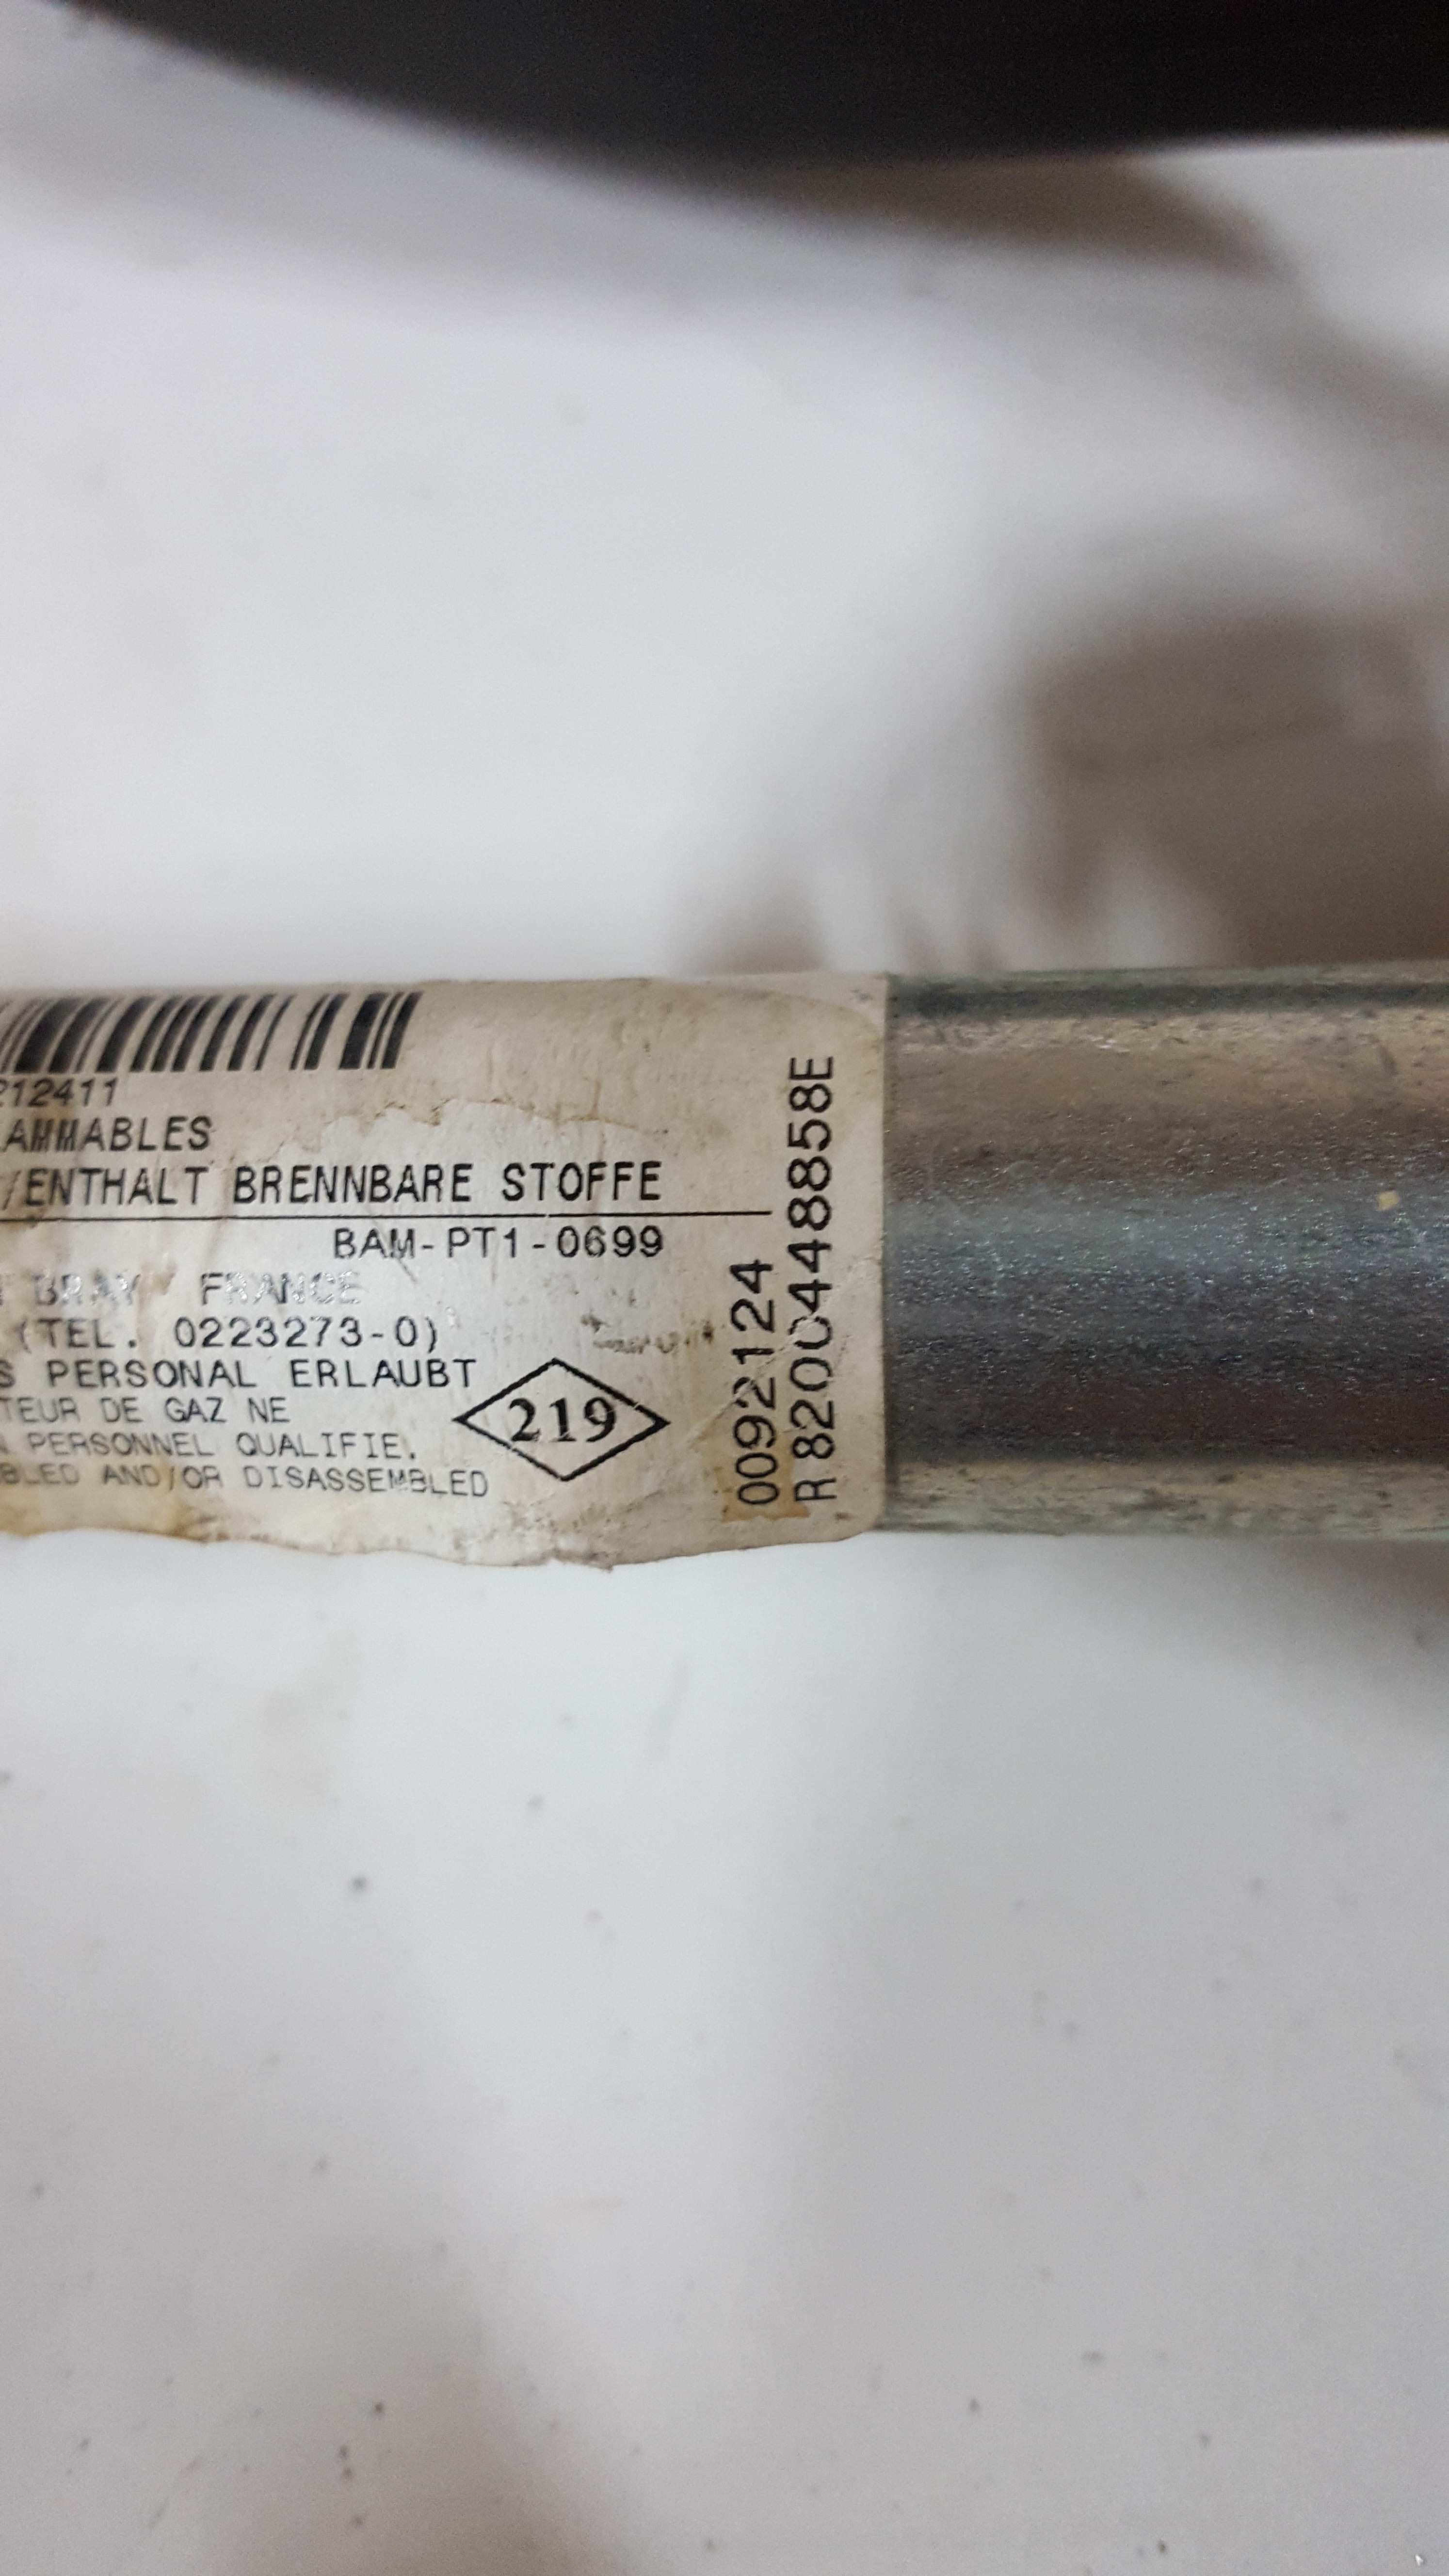 212411
AMMABLES
/ENTHALT BRENNBARE STOFFE
BAM-PT1-0699
BRAY FRANCE
(TEL. 0223273-0)
S PERSONAL ERLAUBT
TEUR DE GAZ NE
N PERSONNEL QUALIFIE.
BLED AND/OR DISASSEMBLED
219
0092124
R 8200448858E